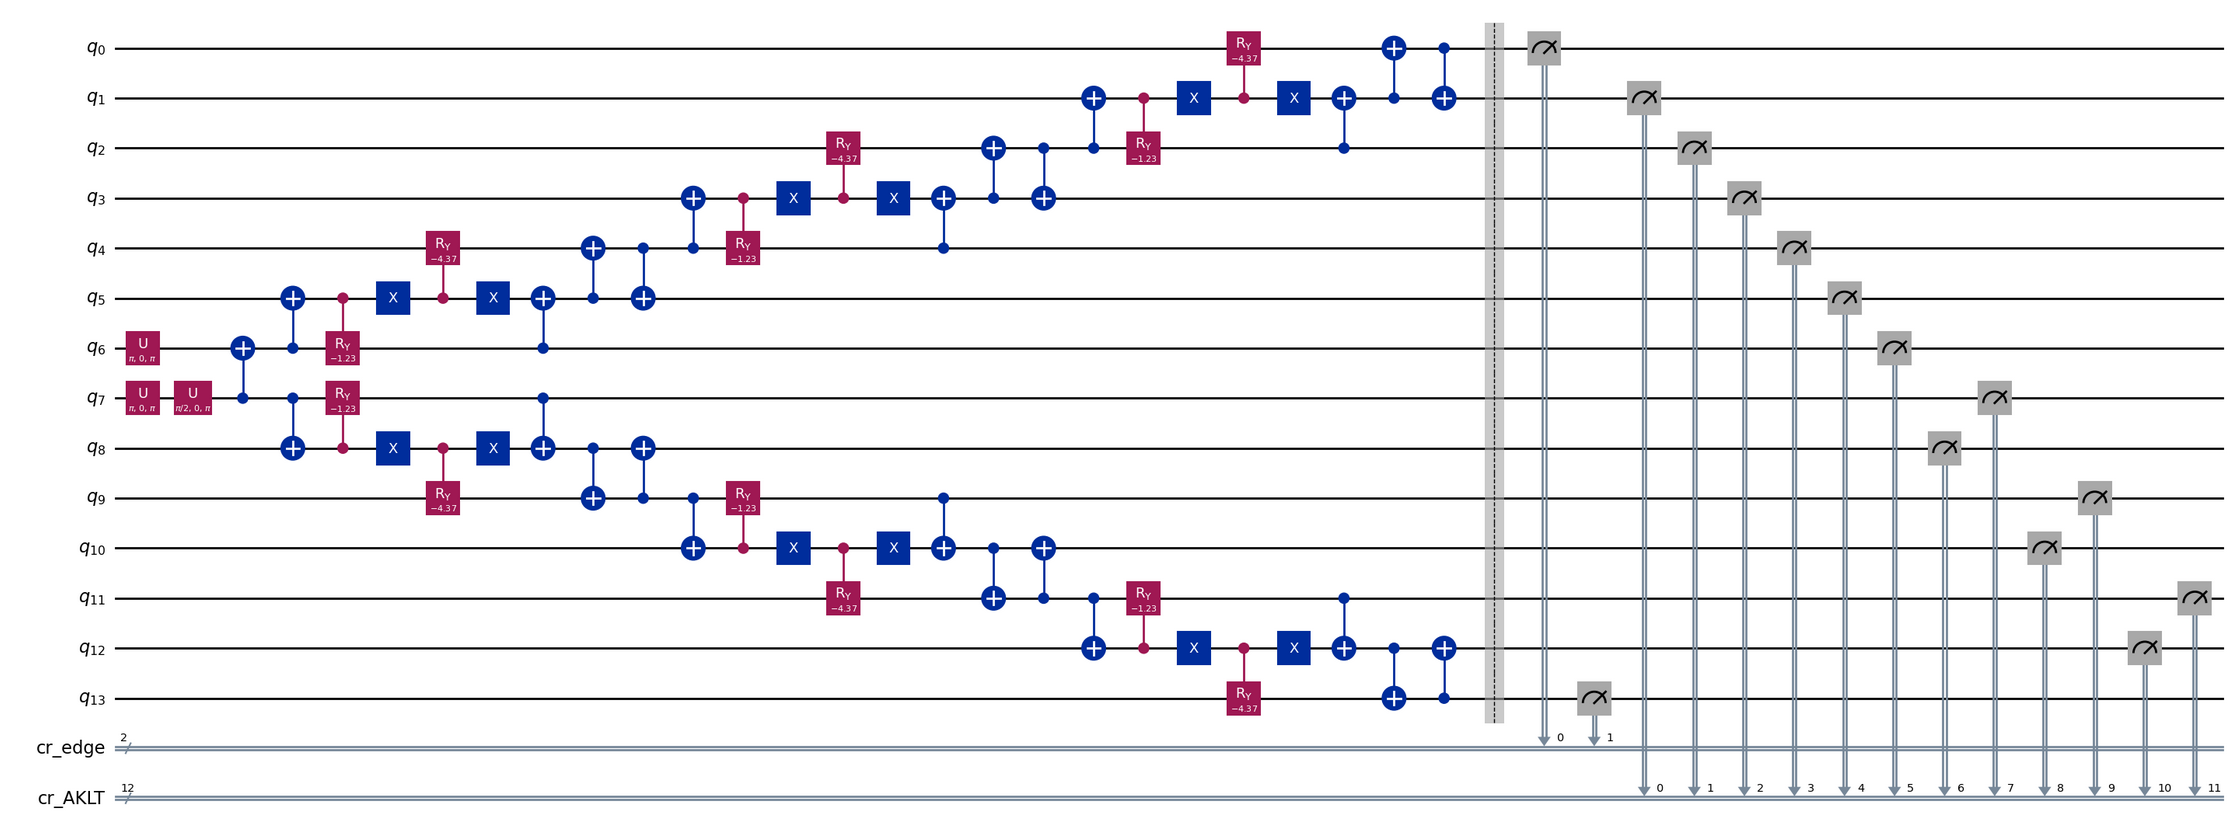 q0 RY −4.37
q1 X X
q2 RY −4.37 RY −1.23
q3 X X
q4 RY −4.37 RY −1.23
q5 X X
q6 U π, 0, π RY −1.23
q7 U π, 0, π U π/2, 0, π RY −1.23
q8 X X
q9 RY −4.37 RY −1.23
q10 X X
q11 RY −4.37 RY −1.23
q12 X X
q13 RY −4.37
cr_edge 2 0 1
cr_AKLT 12 0 1 2 3 4 5 6 7 8 9 10 11